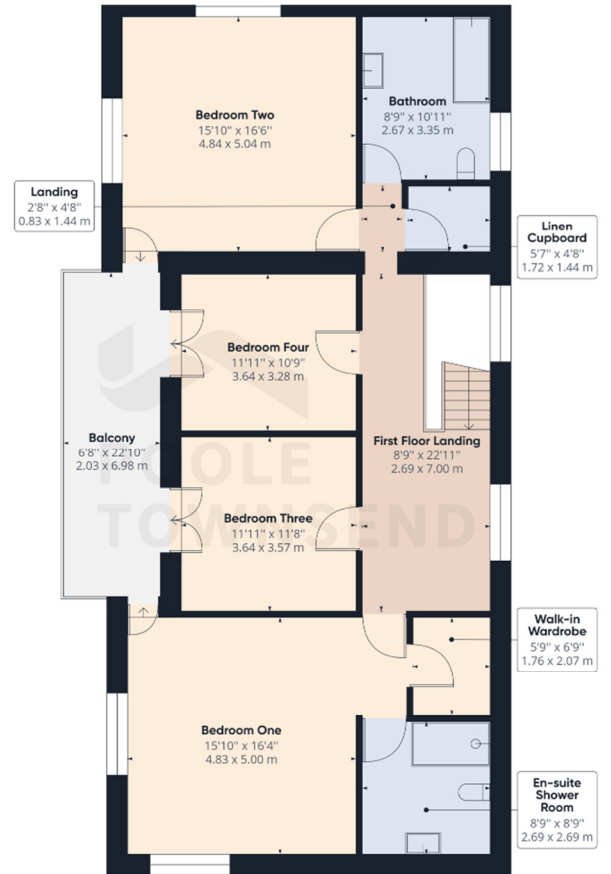 Bedroom Two
15'10" x 16'6"
4.84 x 5.04 m
Bathroom
8'9" x 10'11"
2.67 x 3.35 m
Landing
2'8" x 4'8"
0.83 x 1.44 m
Linen
Cupboard
5'7" x 4'8"
1.72 x 1.44 m
Bedroom Four
11'11" x 10'9"
3.64 x 3.28 m
Balcony
6'8" x 22'10"
2.03 x 6.98 m
First Floor Landing
8'9" x 22'11"
2.69 x 7.00 m
POOLE
TOWNSEND
Bedroom Three
11'11" x 11'8"
3.64 x 3.57 m
Walk-in
Wardrobe
5'9" x 6'9"
1.76 x 2.07 m
Bedroom One
15'10" x 16'4"
4.83 x 5.00 m
En-suite
Shower
Room
8'9" x 8'9"
2.69 x 2.69 m